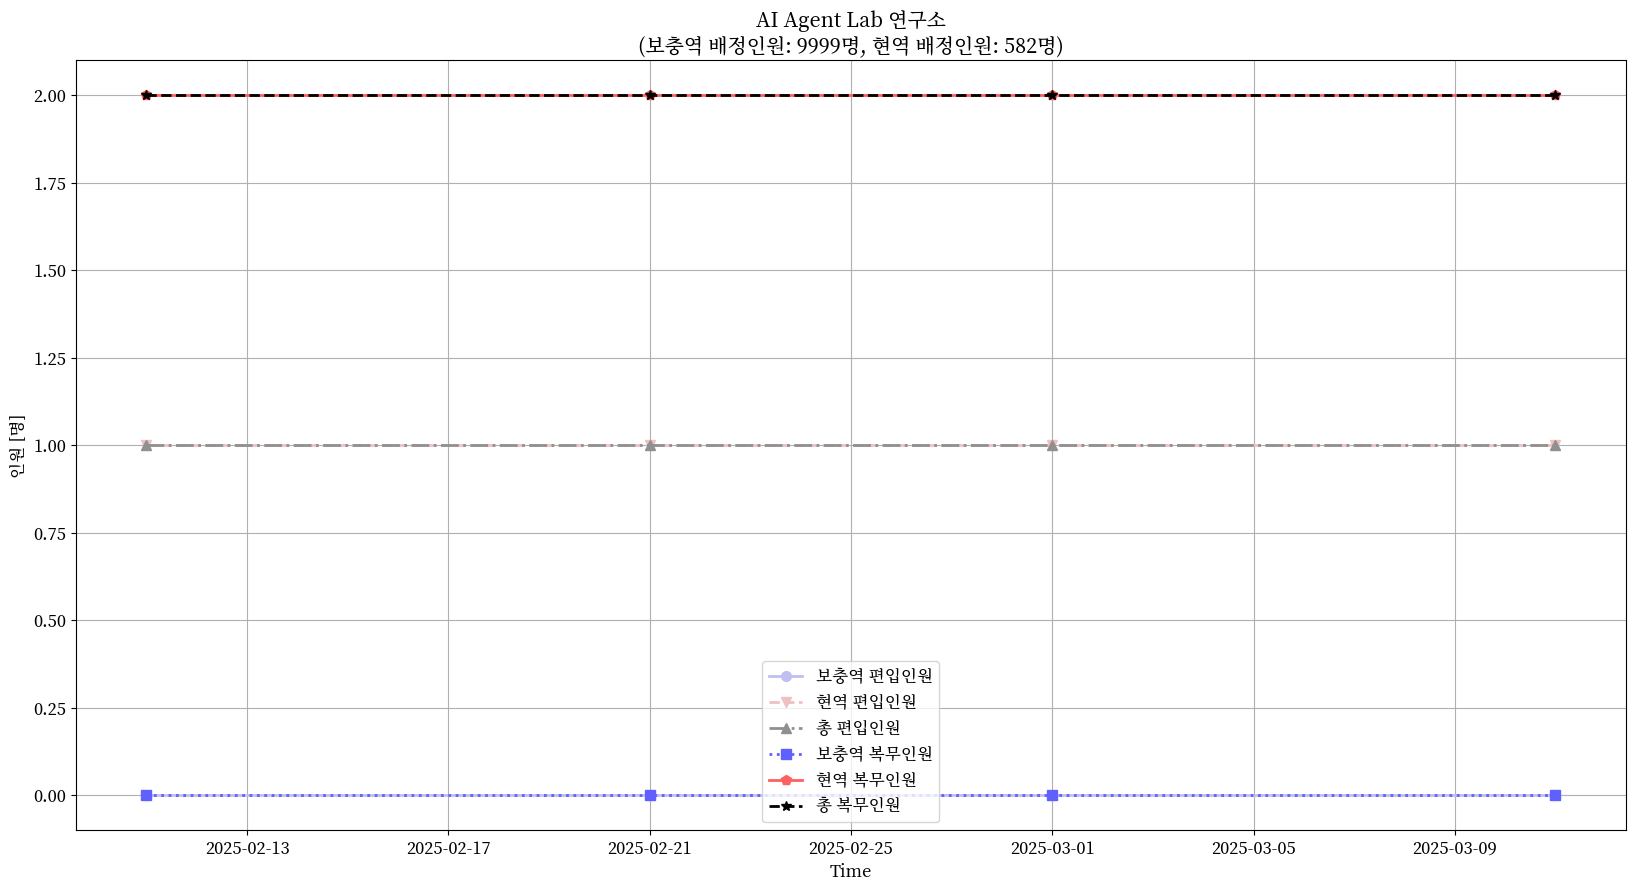 AI Agent Lab 연구소
(보충역 배정인원: 9999명, 현역 배정인원: 582명)
2.00
1.75
1.50
1.25
1.00
0.75
0.50
0.25
0.00
인원 [명]
보충역 편입인원
현역 편입인원
총 편입인원
보충역 복무인원
현역 복무인원
총 복무인원
2025-02-13
2025-02-17
2025-02-21
2025-02-25
2025-03-01
2025-03-05
2025-03-09
Time